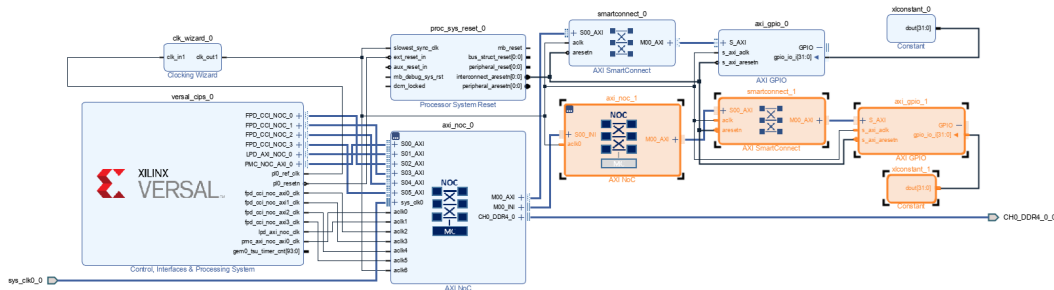 smartconnect_0
xlconstant_0
proc_sys_reset_0
axi_gpio_0
clk_wizard_0
S00_AXI
aclk
aresetn
M00_AXI
AXI SmartConnect
S_AXI
s_axi_aclk
s_axi_aresetn
GPIO
gpio_io_i[31:0]
AXI GPIO
dout[31:0]
Constant
clk_in1
clk_out1
Clocking Wizard
slowest_sync_clk
ext_reset_in
aux_reset_in
mb_debug_sys_rst
dcm_locked
mb_reset
bus_struct_reset[0:0]
peripheral_reset[0:0]
interconnect_aresetn[0:0]
peripheral_aresetn[0:0]
Processor System Reset
versal_cips_0
FPD_CCI_NOC_0
FPD_CCI_NOC_1
FPD_CCI_NOC_2
FPD_CCI_NOC_3
LPD_AXI_NOC_0
PMC_NOC_AXI_0
pl0_ref_clk
pl0_resetn
fpd_cci_noc_axi0_clk
fpd_cci_noc_axi1_clk
fpd_cci_noc_axi2_clk
fpd_cci_noc_axi3_clk
lpd_axi_noc_clk
pmc_axi_noc_axi0_clk
gem0_tsu_timer_cnt[93:0]
XILINX
VERSAL
Control, Interfaces & Processing System
axi_noc_0
S00_AXI
S01_AXI
S02_AXI
S03_AXI
S04_AXI
S05_AXI
sys_clk0
aclk0
aclk1
aclk2
aclk3
aclk4
aclk5
aclk6
NOC
MC
M00_AXI
M00_INI
CH0_DDR4_0
AXI NoC
axi_noc_1
S00_INI
aclk0
NOC
MC
M00_AXI
AXI NoC
smartconnect_1
S00_AXI
aclk
aresetn
M00_AXI
AXI SmartConnect
axi_gpio_1
S_AXI
s_axi_aclk
s_axi_aresetn
GPIO
gpio_io_i[31:0]
AXI GPIO
xlconstant_1
dout[31:0]
Constant
CH0_DDR4_0_0
sys_clk0_0